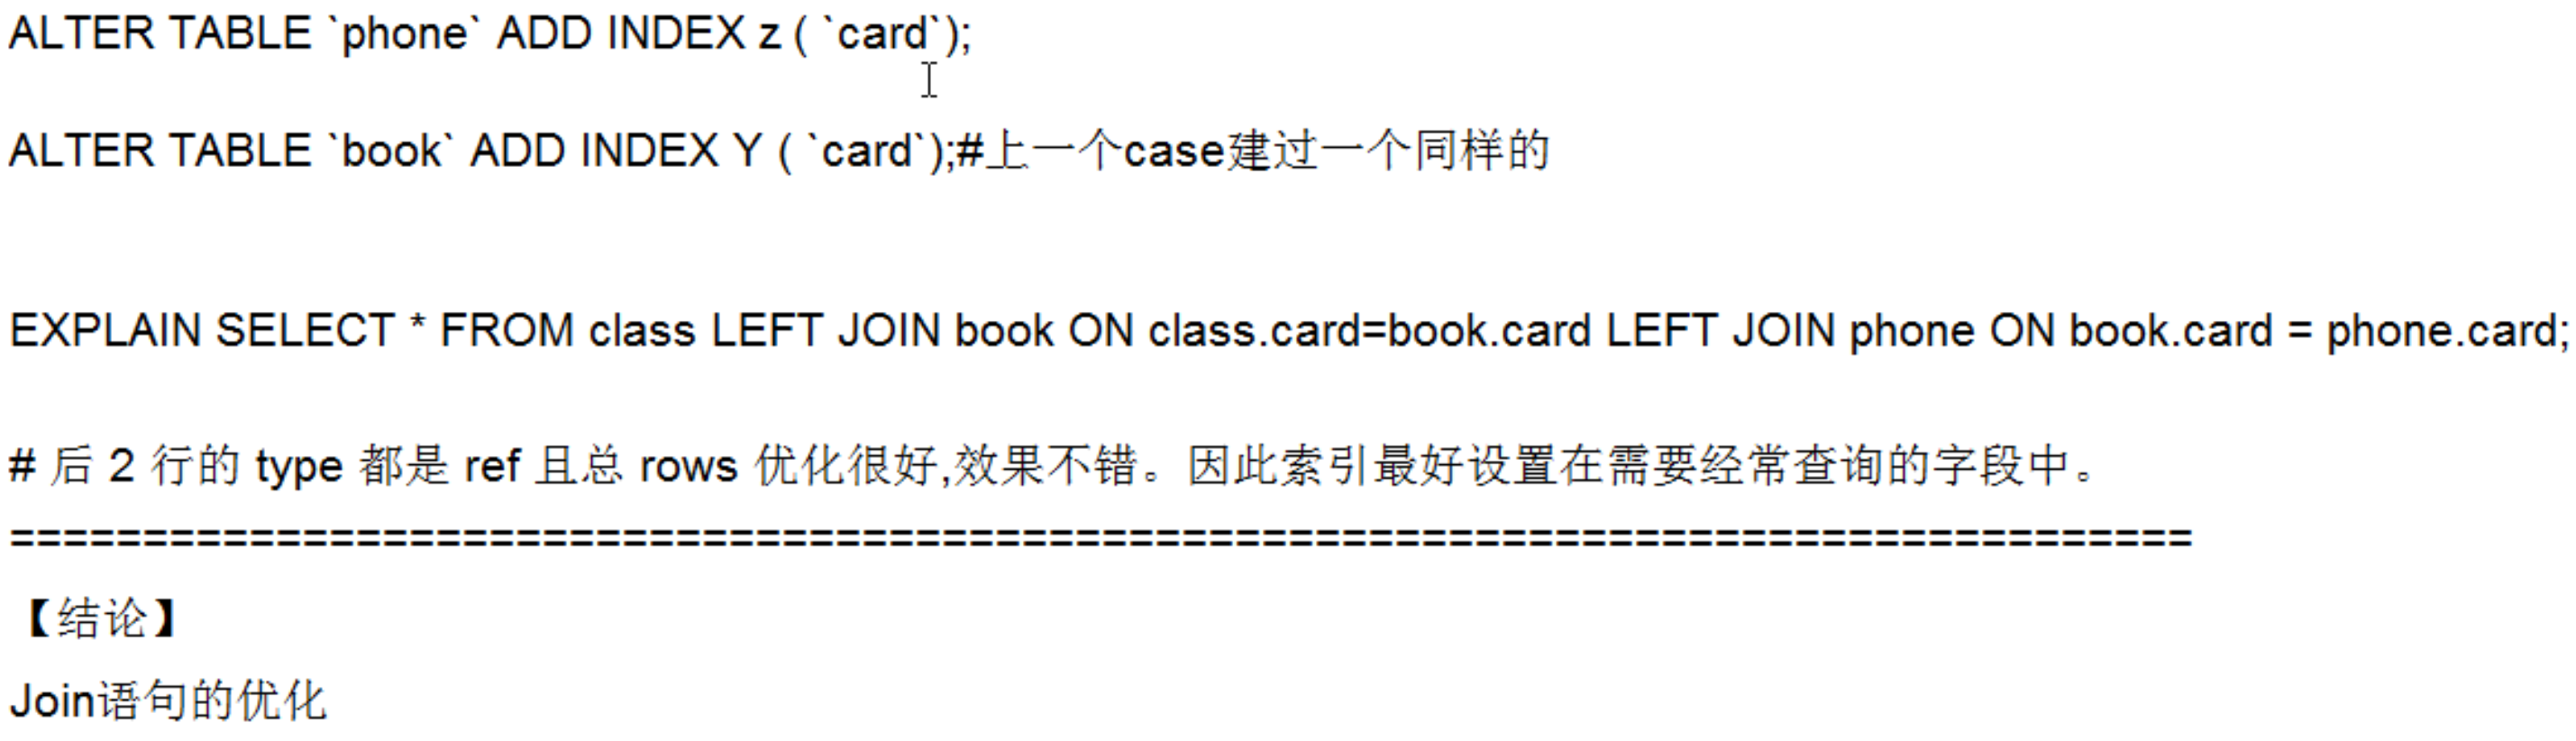 ALTER TABLE `phone` ADD INDEX z ( `card`);
ALTER TABLE `book` ADD INDEX Y ( `card`);#上一个case建过一个同样的
EXPLAIN SELECT * FROM class LEFT JOIN book ON class.card=book.card LEFT JOIN phone ON book.card = phone.card;
# 后 2 行的 type 都是 ref 且总 rows 优化很好,效果不错。因此索引最好设置在需要经常查询的字段中。
==================================================================================
【结论】
Join语句的优化